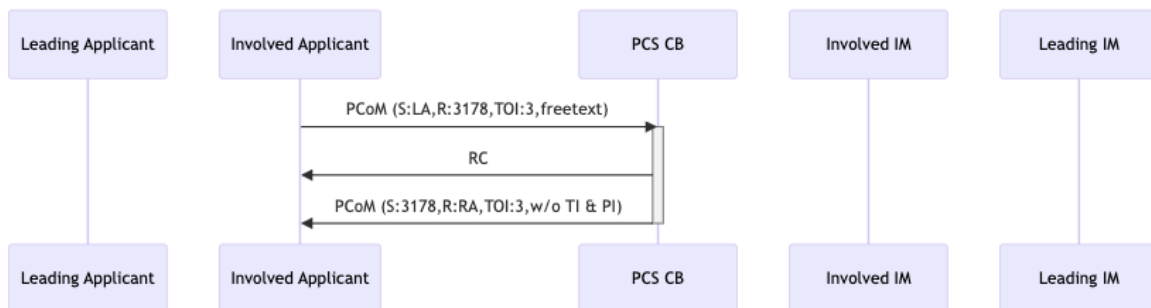 Leading Applicant
Involved Applicant
PCS CB
Involved IM
Leading IM
PCoM (S:LA,R:3178,TOI:3,freetext)
RC
PCoM (S:3178,R:RA,TOI:3,w/o TI & PI)
Leading Applicant
Involved Applicant
PCS CB
Involved IM
Leading IM